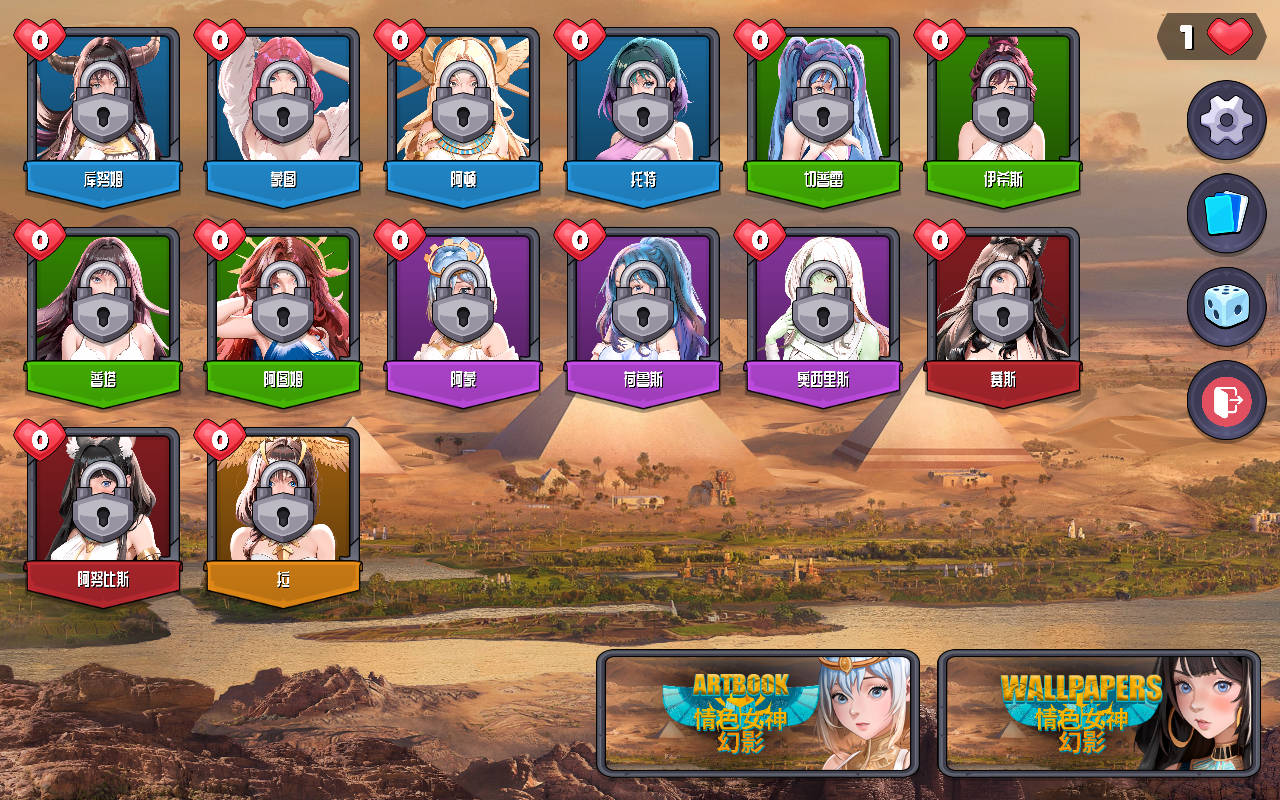 0
0
0
0
0
0
1
库努姆
蒙图
阿顿
托特
切普雷
伊希斯
0
0
0
0
0
0
普塔
阿图姆
阿蒙
荷鲁斯
奥西里斯
赛斯
0
0
阿努比斯
拉
ARTBOOK
情色女神
幻影
WALLPAPERS
情色女神
幻影